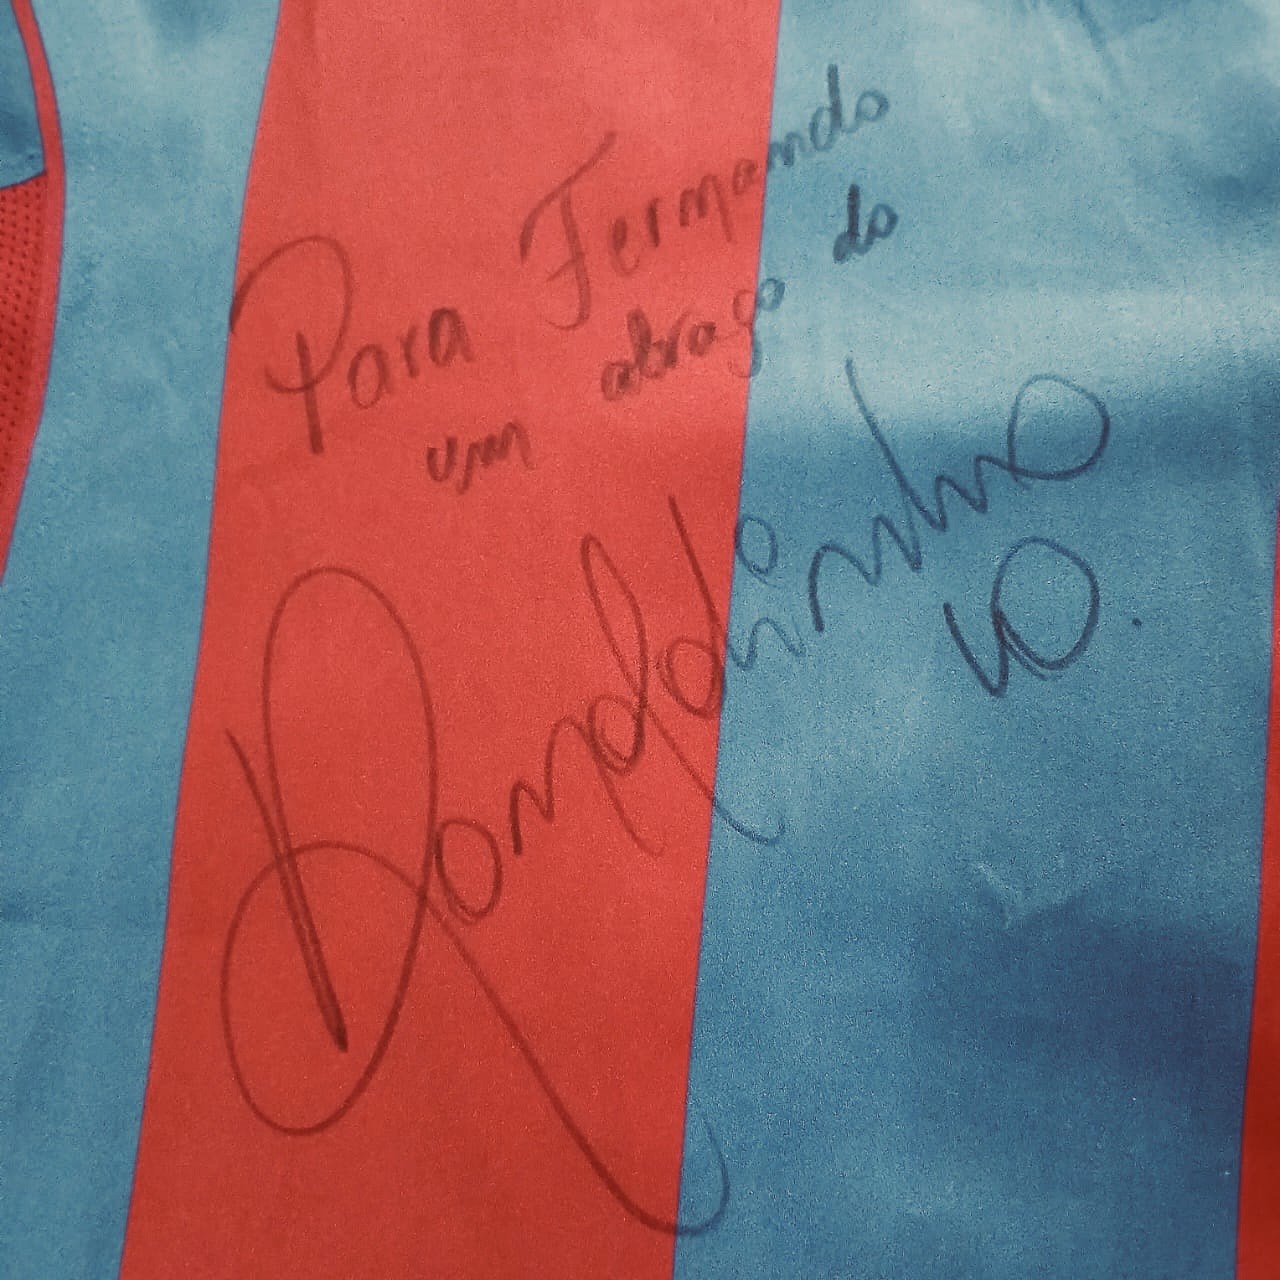 Para Fernando
um abraço do
Ronaldinho
10.